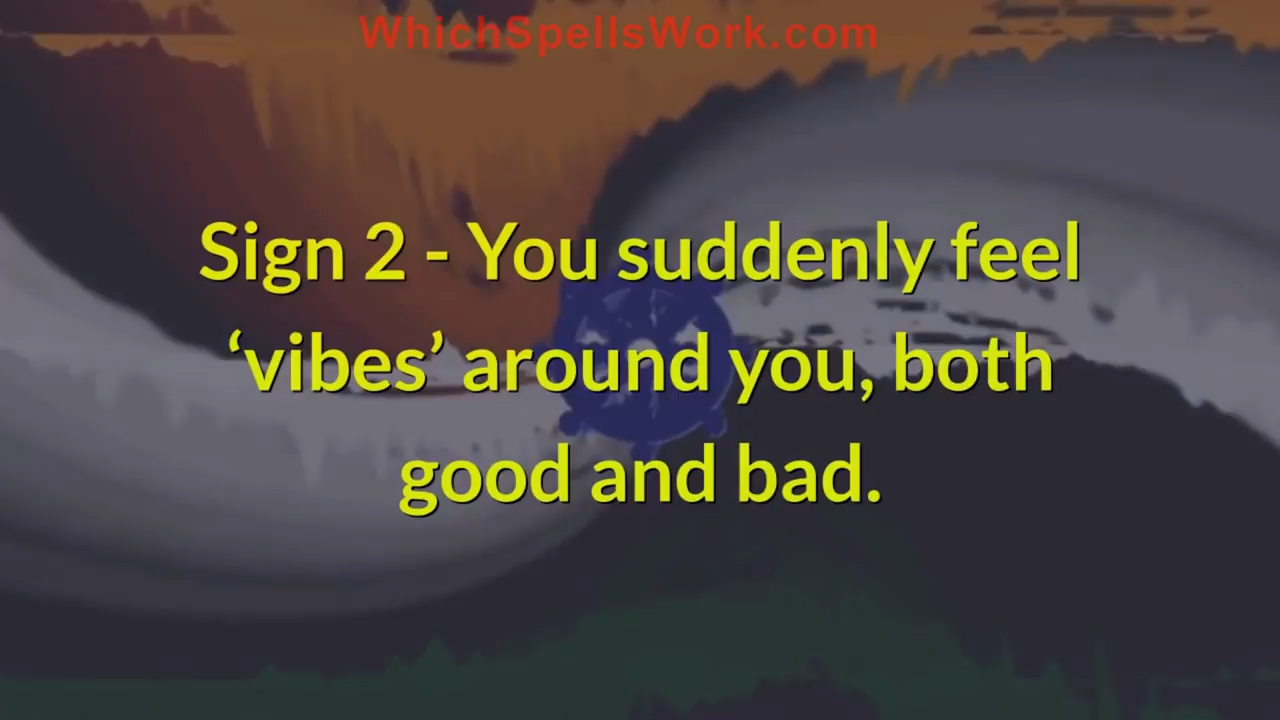 WhichSpellsWork.com
Sign 2 - You suddenly feel
‘vibes’ around you, both
good and bad.